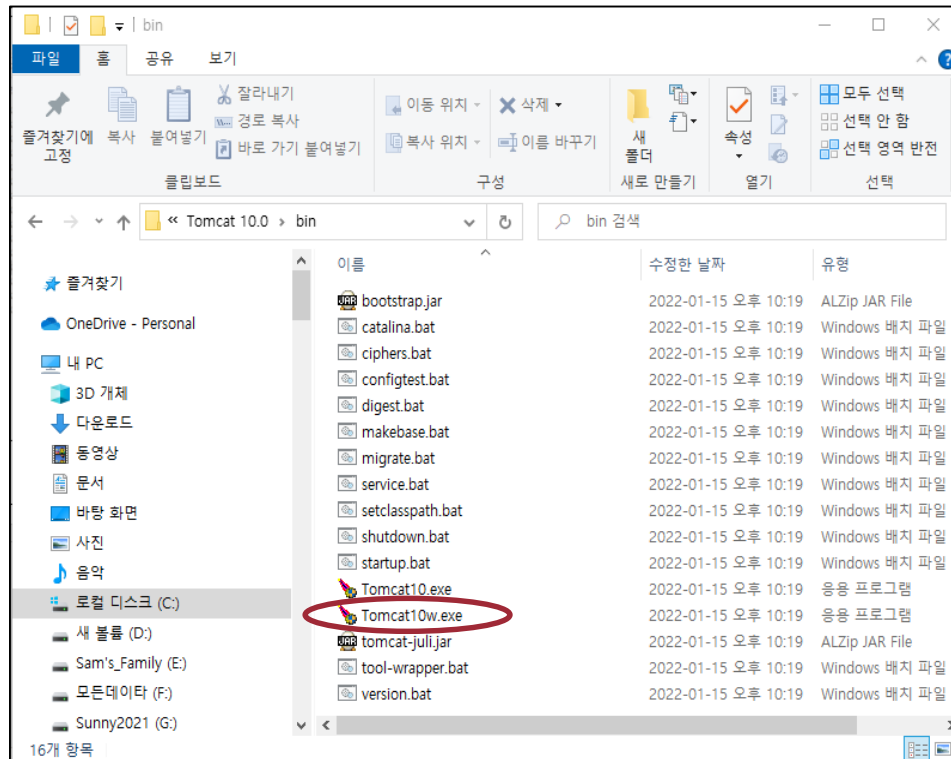 bin
파일 홈 공유 보기
즐겨찾기에 고정
복사
붙여넣기
잘라내기
경로 복사
바로 가기 붙여넣기
클립보드
이동 위치
복사 위치
삭제
이름 바꾸기
구성
새 폴더
새로 만들기
속성
열기
모두 선택
선택 안 함
선택 영역 반전
선택
« Tomcat 10.0 > bin
bin 검색
즐겨찾기
OneDrive - Personal
내 PC
3D 개체
다운로드
동영상
문서
바탕 화면
사진
음악
로컬 디스크 (C:)
새 볼륨 (D:)
Sam's_Family (E:)
모든데이타 (F:)
Sunny2021 (G:)
이름 수정한 날짜 유형
bootstrap.jar 2022-01-15 오후 10:19 ALZip JAR File
catalina.bat 2022-01-15 오후 10:19 Windows 배치 파일
ciphers.bat 2022-01-15 오후 10:19 Windows 배치 파일
configtest.bat 2022-01-15 오후 10:19 Windows 배치 파일
digest.bat 2022-01-15 오후 10:19 Windows 배치 파일
makebase.bat 2022-01-15 오후 10:19 Windows 배치 파일
migrate.bat 2022-01-15 오후 10:19 Windows 배치 파일
service.bat 2022-01-15 오후 10:19 Windows 배치 파일
setclasspath.bat 2022-01-15 오후 10:19 Windows 배치 파일
shutdown.bat 2022-01-15 오후 10:19 Windows 배치 파일
startup.bat 2022-01-15 오후 10:19 Windows 배치 파일
Tomcat10.exe 2022-01-15 오후 10:19 응용 프로그램
Tomcat10w.exe 2022-01-15 오후 10:19 응용 프로그램
tomcat-juli.jar 2022-01-15 오후 10:19 ALZip JAR File
tool-wrapper.bat 2022-01-15 오후 10:19 Windows 배치 파일
version.bat 2022-01-15 오후 10:19 Windows 배치 파일
16개 항목